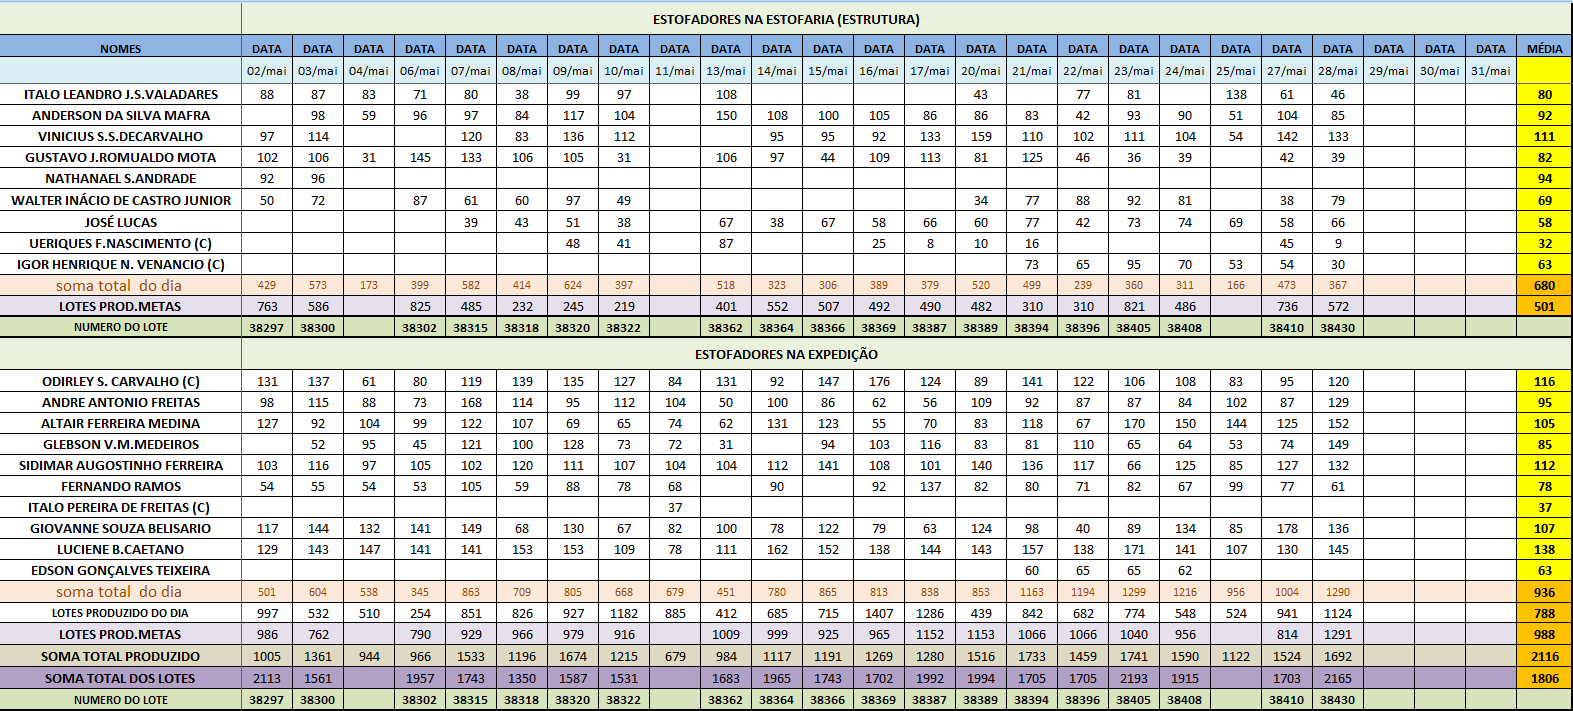 ESTOFADORES NA ESTOFARIA (ESTRUTURA)
NOMES DATA DATA DATA DATA DATA DATA DATA DATA DATA DATA DATA DATA DATA DATA DATA DATA DATA DATA DATA DATA DATA DATA DATA DATA DATA MÉDIA
02/mai 03/mai 04/mai 06/mai 07/mai 08/mai 09/mai 10/mai 11/mai 13/mai 14/mai 15/mai 16/mai 17/mai 20/mai 21/mai 22/mai 23/mai 24/mai 25/mai 27/mai 28/mai 29/mai 30/mai 31/mai
ITALO LEANDRO J.S.VALADARES 88 87 83 71 80 38 99 97 108 43 77 81 138 61 46 80
ANDERSON DA SILVA MAFRA 98 59 96 97 84 117 104 150 108 100 105 86 86 83 42 93 90 51 104 85 92
VINICIUS S.S.DECARVALHO 97 114 120 83 136 112 95 95 92 133 159 110 102 111 104 54 142 133 111
GUSTAVO J.ROMUALDO MOTA 102 106 31 145 133 106 105 31 106 97 44 109 113 81 125 46 36 39 42 39 82
NATHANAEL S.ANDRADE 92 96 94
WALTER INÁCIO DE CASTRO JUNIOR 50 72 87 61 60 97 49 34 77 88 92 81 38 79 69
JOSÉ LUCAS 39 43 51 38 67 38 67 58 66 60 77 42 73 74 69 58 66 58
UERIQUES F.NASCIMENTO (C) 48 41 87 25 8 10 16 45 9 32
IGOR HENRIQUE N. VENANCIO (C) 73 65 95 70 53 54 30 63
soma total do dia 429 573 173 399 582 414 624 397 518 323 306 389 379 520 499 239 360 311 166 473 367 680
LOTES PROD.METAS 763 586 825 485 232 245 219 401 552 507 492 490 482 310 310 821 486 736 572 501
NUMERO DO LOTE 38297 38300 38302 38315 38318 38320 38322 38362 38364 38366 38369 38387 38389 38394 38396 38405 38408 38410 38430
ESTOFADORES NA EXPEDIÇÃO
ODIRLEY S. CARVALHO (C) 131 137 61 80 119 139 135 127 84 131 92 147 176 124 89 141 122 106 108 83 95 120 116
ANDRE ANTONIO FREITAS 98 115 88 73 168 114 95 112 104 50 100 86 62 56 109 92 87 87 84 102 87 129 95
ALTAIR FERREIRA MEDINA 127 92 104 99 122 107 69 65 74 62 131 123 55 70 83 118 67 170 150 144 125 152 105
GLEBSON V.M.MEDEIROS 52 95 45 121 100 128 73 72 31 94 103 116 83 81 110 65 64 53 74 149 85
SIDIMAR AUGOSTINHO FERREIRA 103 116 97 105 102 120 111 107 104 104 112 141 108 101 140 136 117 66 125 85 127 132 112
FERNANDO RAMOS 54 55 54 53 105 59 88 78 68 90 92 137 82 80 71 82 67 99 77 61 78
ITALO PEREIRA DE FREITAS (C) 37 37
GIOVANNE SOUZA BELISARIO 117 144 132 141 149 68 130 67 82 100 78 122 79 63 124 98 40 89 134 85 178 136 107
LUCIENE B.CAETANO 129 143 147 141 141 153 153 109 78 111 162 152 138 144 143 157 138 171 141 107 130 145 138
EDSON GONÇALVES TEIXEIRA 60 65 65 62 63
soma total do dia 501 604 538 345 863 709 805 668 679 451 780 865 813 838 853 1163 1194 1299 1216 956 1004 1290 936
LOTES PRODUZIDO DO DIA 997 532 510 254 851 826 927 1182 885 412 685 715 1407 1286 439 842 682 774 548 524 941 1124 788
LOTES PROD.METAS 986 762 790 929 966 979 916 1009 999 925 965 1152 1153 1066 1066 1040 956 814 1291 988
SOMA TOTAL PRODUZIDO 1005 1361 944 966 1533 1196 1674 1215 679 984 1117 1191 1269 1280 1516 1733 1459 1741 1590 1122 1524 1692 2116
SOMA TOTAL DOS LOTES 2113 1561 1957 1743 1350 1587 1531 1683 1965 1743 1702 1992 1994 1705 1705 2193 1915 1703 2165 1806
NUMERO DO LOTE 38297 38300 38302 38315 38318 38320 38322 38362 38364 38366 38369 38387 38389 38394 38396 38405 38408 38410 38430